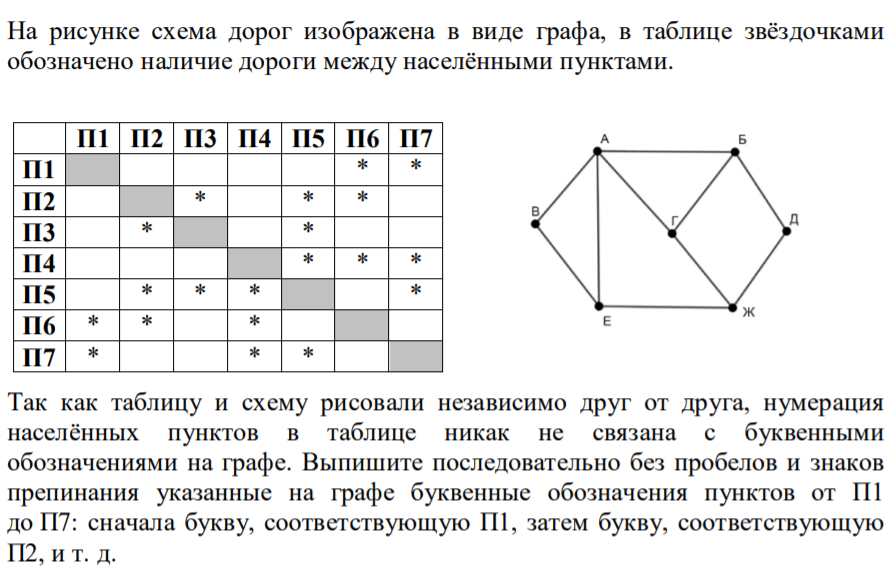 На рисунке схема дорог изображена в виде графа, в таблице звёздочками
обозначено наличие дороги между населёнными пунктами.
П1 П2 П3 П4 П5 П6 П7
П1 * *
П2 * * *
П3 * *
П4 * * *
П5 * * * *
П6 * * *
П7 * * *
А
Б
В
Г
Д
Е
Ж
Так как таблицу и схему рисовали независимо друг от друга, нумерация
населённых пунктов в таблице никак не связана с буквенными
обозначениями на графе. Выпишите последовательно без пробелов и знаков
препинания указанные на графе буквенные обозначения пунктов от П1
до П7: сначала букву, соответствующую П1, затем букву, соответствующую
П2, и т. д.